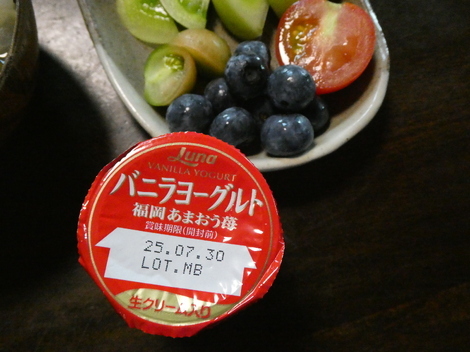 Luna
VANILLA YOGURT
バニラヨーグルト
福岡 あまおう苺
賞味期限(開封前)
25.07.30
LOT.MB
生クリーム入り